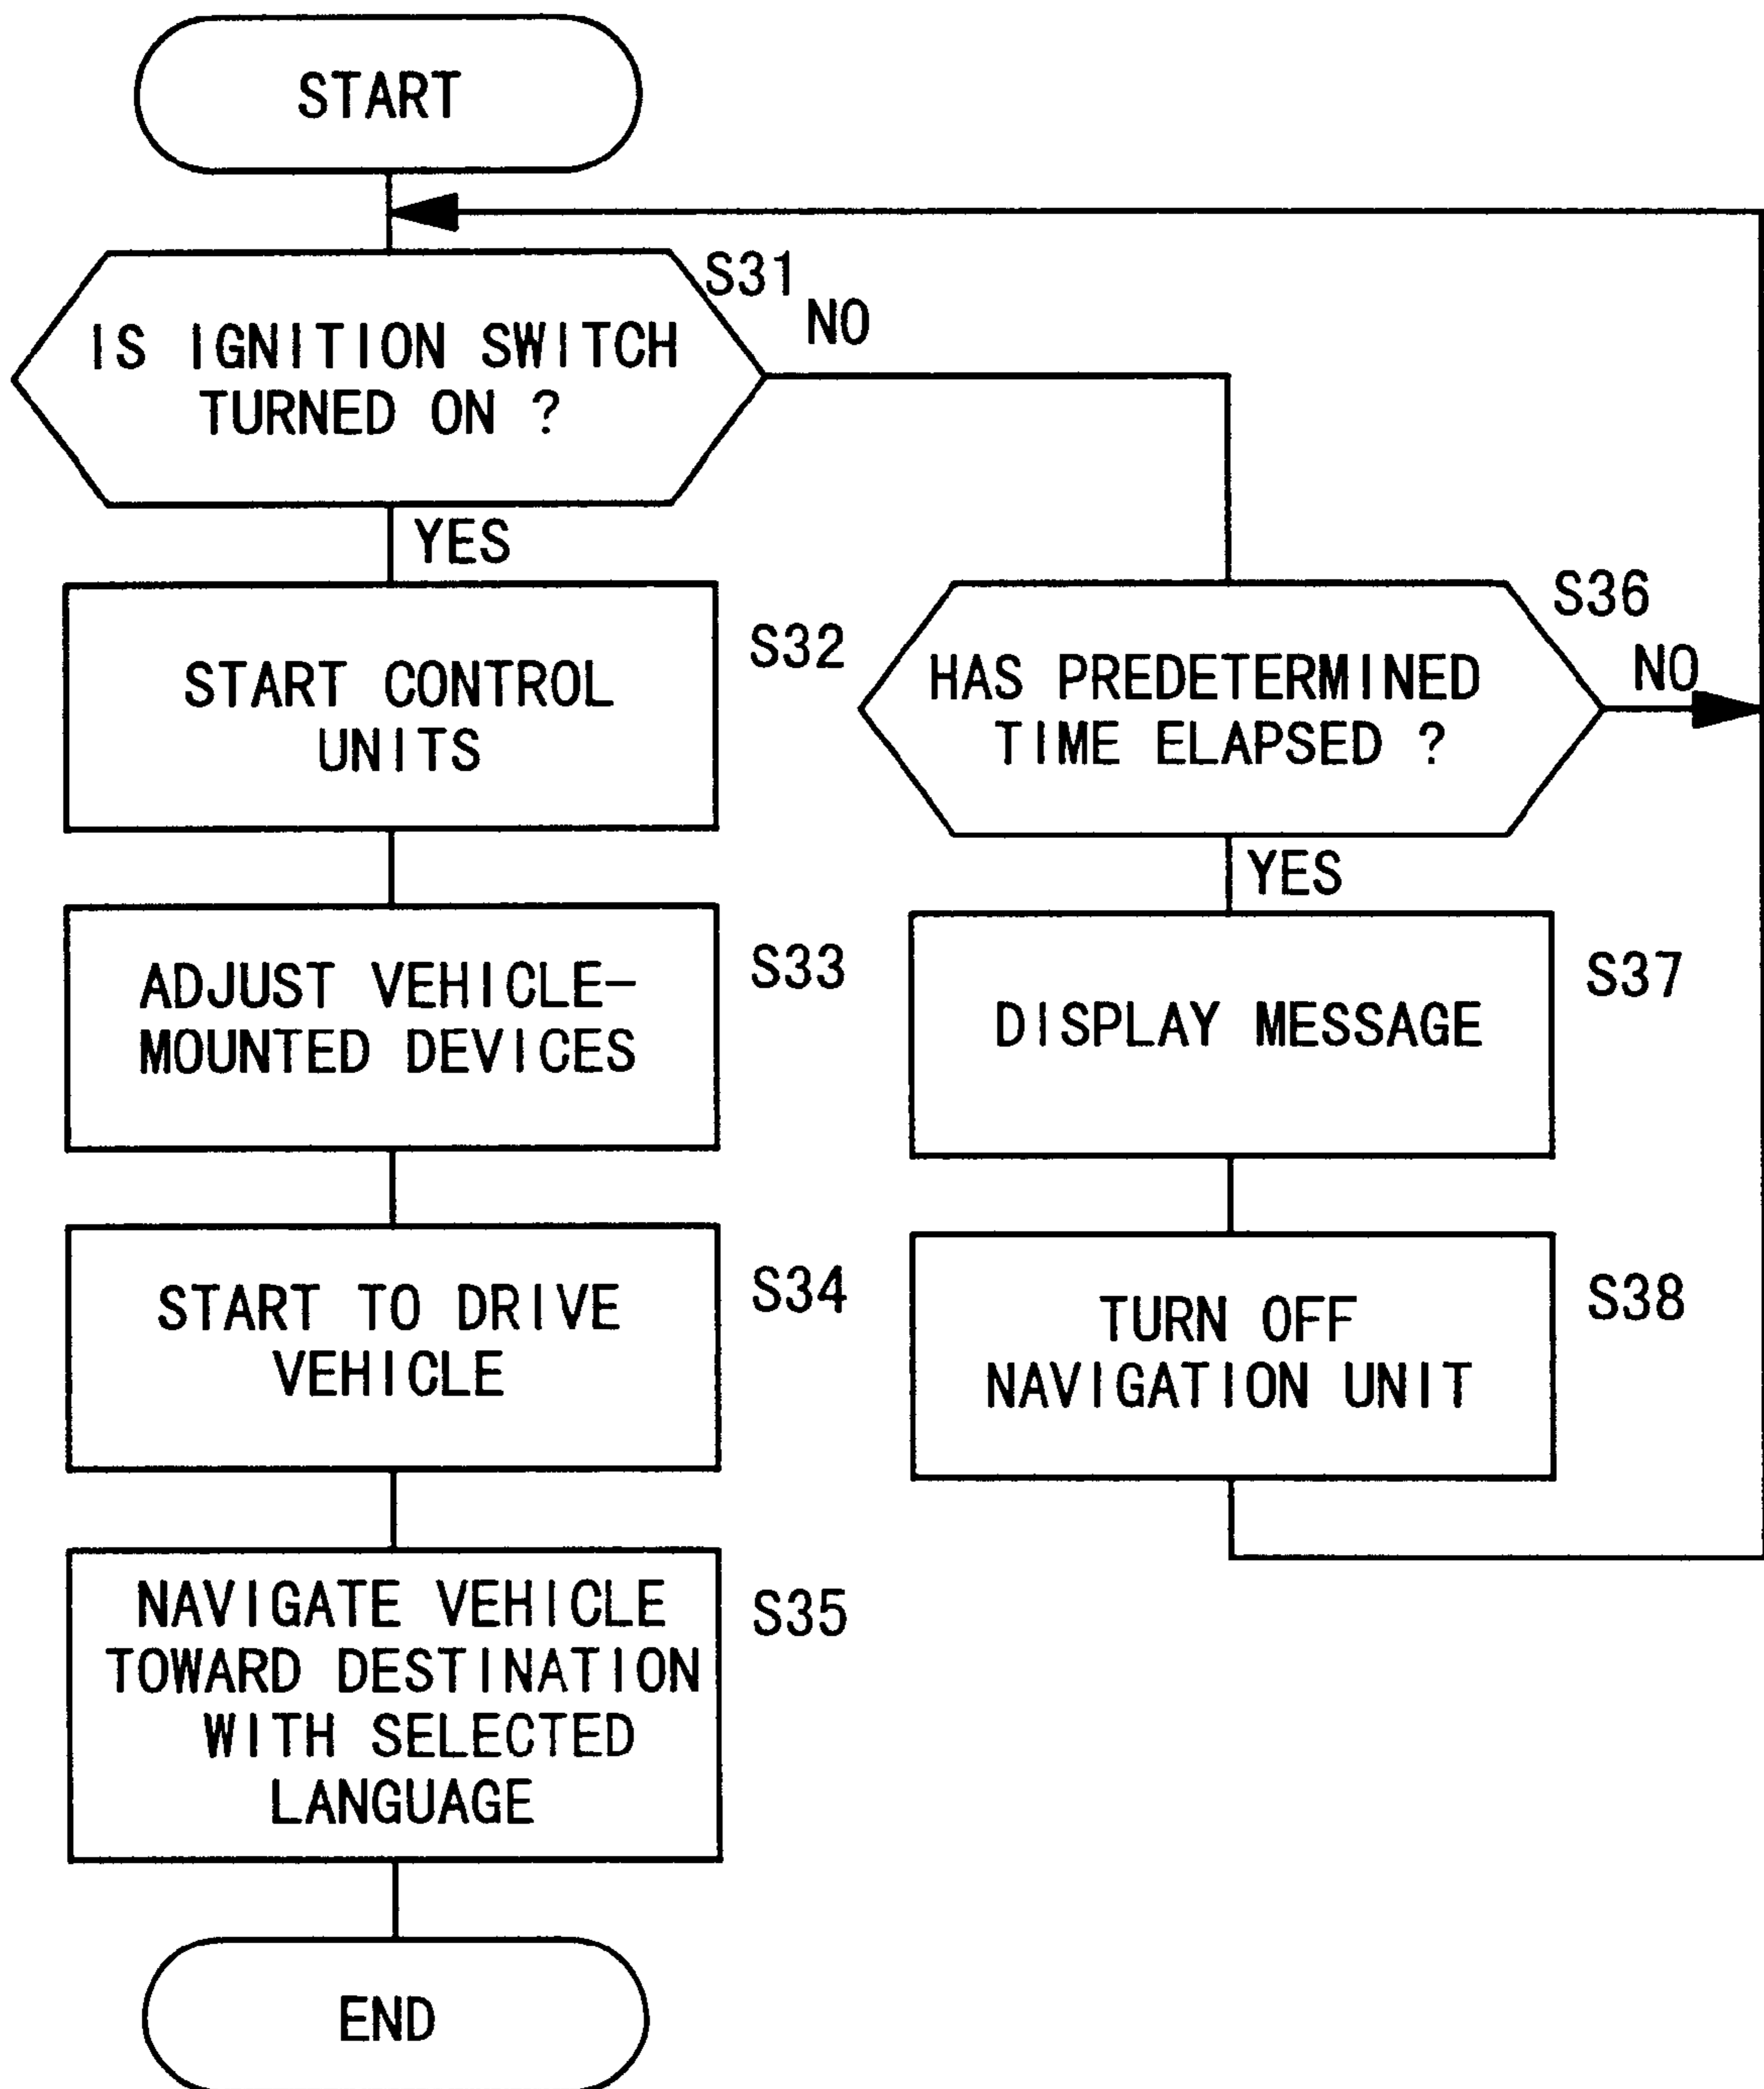 START
S31
IS IGNITION SWITCH
TURNED ON ?
NO
YES
START CONTROL
UNITS
S32
ADJUST VEHICLE-
MOUNTED DEVICES
S33
START TO DRIVE
VEHICLE
S34
NAVIGATE VEHICLE
TOWARD DESTINATION
WITH SELECTED
LANGUAGE
S35
END
S36
HAS PREDETERMINED
TIME ELAPSED ?
NO
YES
DISPLAY MESSAGE
S37
TURN OFF
NAVIGATION UNIT
S38